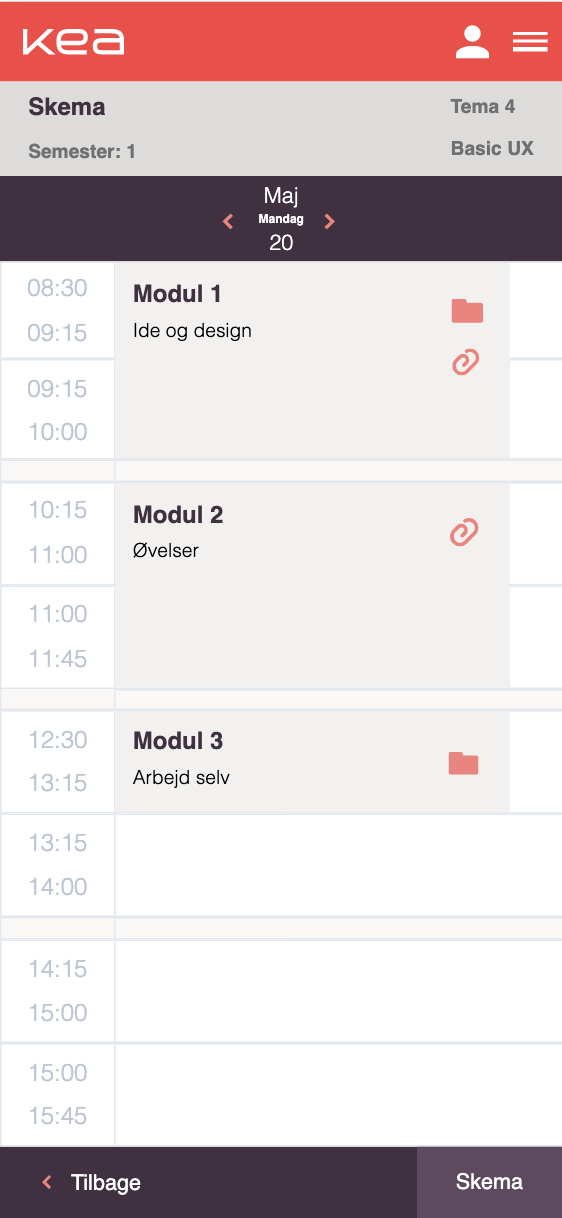 kea
Skema
Tema 4
Semester: 1
Basic UX
Maj
Mandag
20
08:30
09:15
Modul 1
Ide og design
09:15
10:00
10:15
11:00
Modul 2
Øvelser
11:00
11:45
12:30
13:15
Modul 3
Arbejd selv
13:15
14:00
14:15
15:00
15:00
15:45
Tilbage
Skema